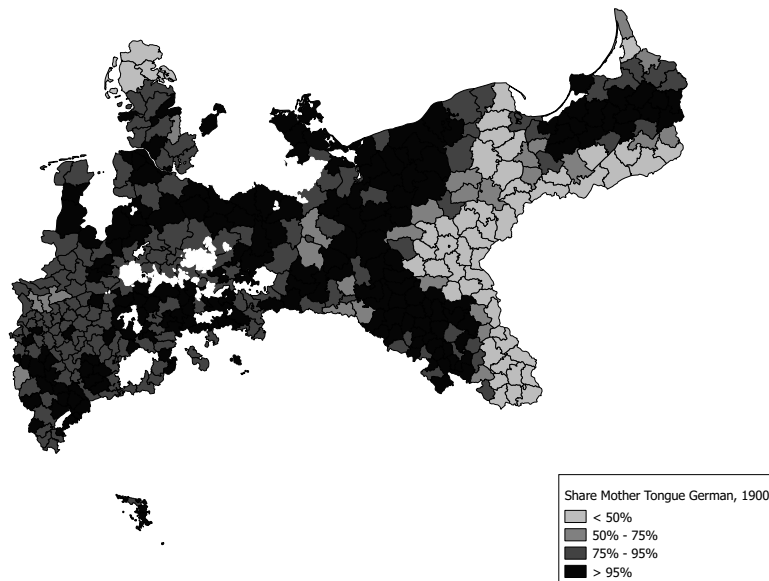 Share Mother Tongue German, 1900
< 50%
50% - 75%
75% - 95%
> 95%